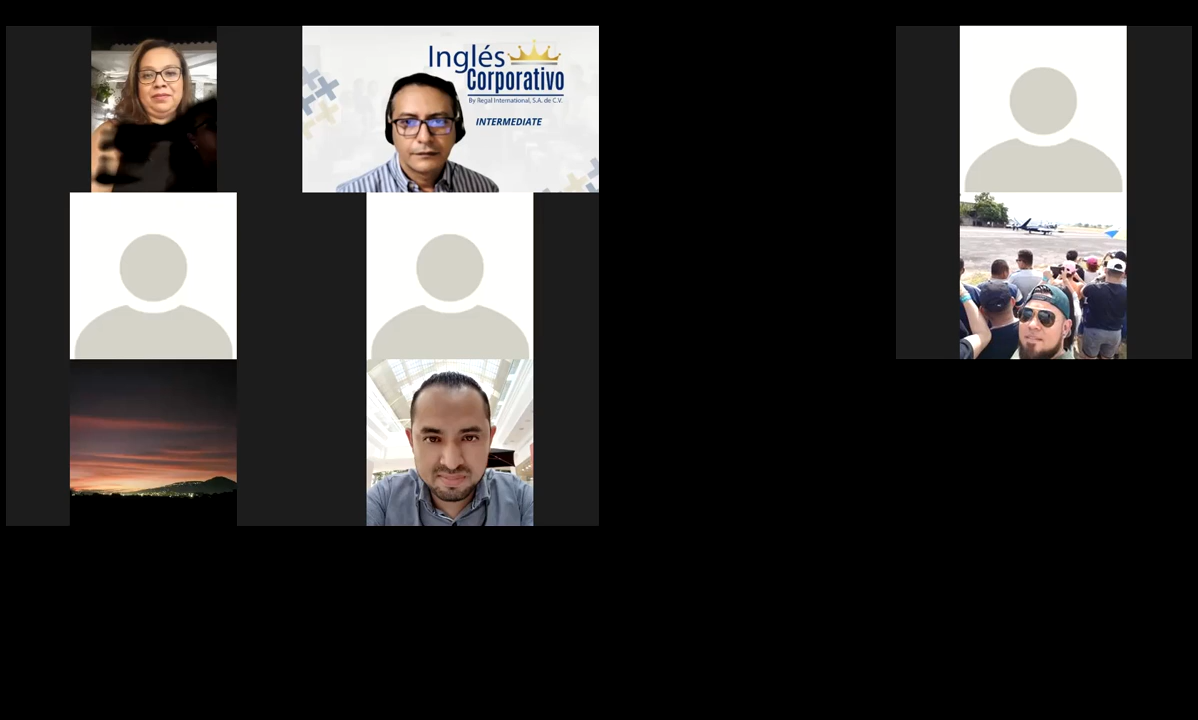 Inglés
Corporativo
By Regal International, S.A. de C.V.
INTERMEDIATE